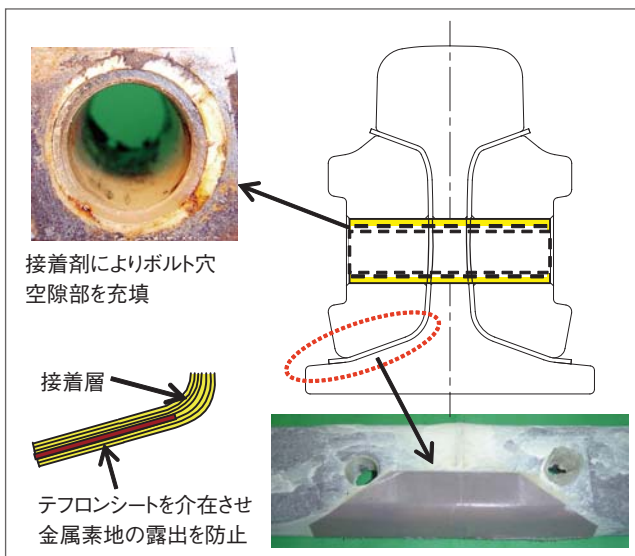 接着剤によりボルト穴
空隙部を充填
接着層
テフロンシートを介在させ
金属素地の露出を防止